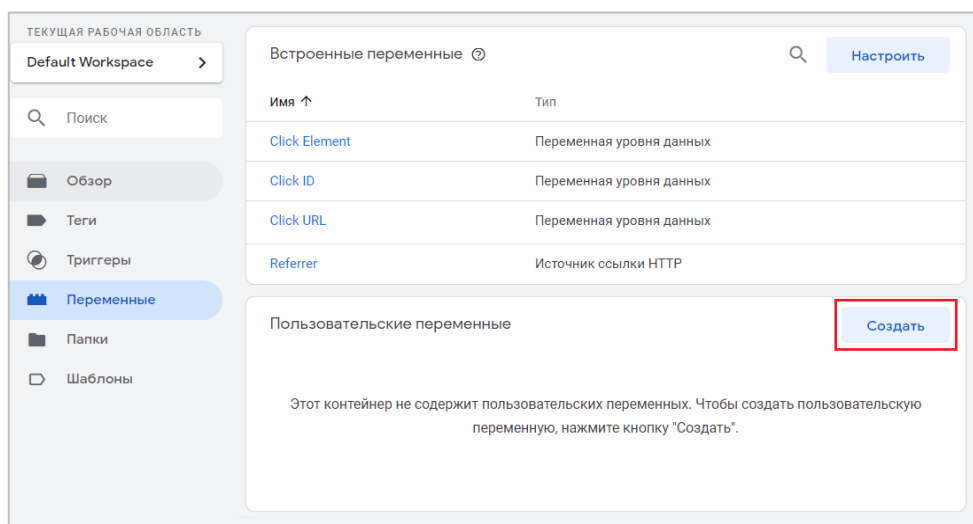 ТЕКУЩАЯ РАБОЧАЯ ОБЛАСТЬ
Default Workspace
Поиск
Обзор
Теги
Триггеры
Переменные
Папки
Шаблоны
Встроенные переменные
Настроить
Имя Тип
Click Element Переменная уровня данных
Click ID Переменная уровня данных
Click URL Переменная уровня данных
Referrer Источник ссылки HTTP
Пользовательские переменные
Создать
Этот контейнер не содержит пользовательских переменных. Чтобы создать пользовательскую
переменную, нажмите кнопку "Создать".